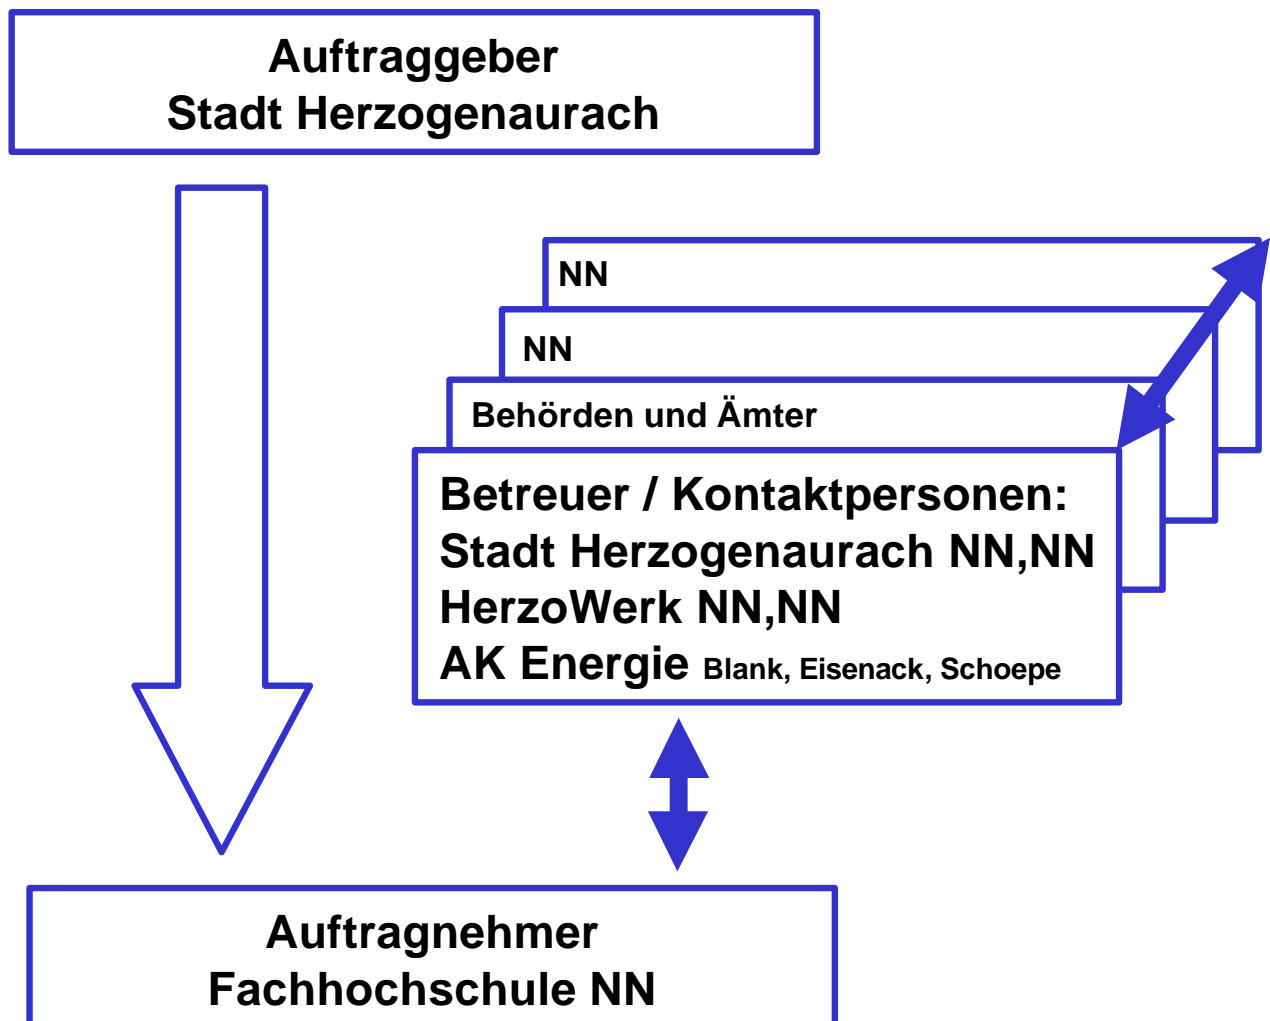 Auftraggeber
Stadt Herzogenaurach
NN
NN
Behörden und Ämter
Betreuer / Kontaktpersonen:
Stadt Herzogenaurach NN,NN
HerzoWerk NN,NN
AK Energie Blank, Eisenack, Schoepe
Auftragnehmer
Fachhochschule NN